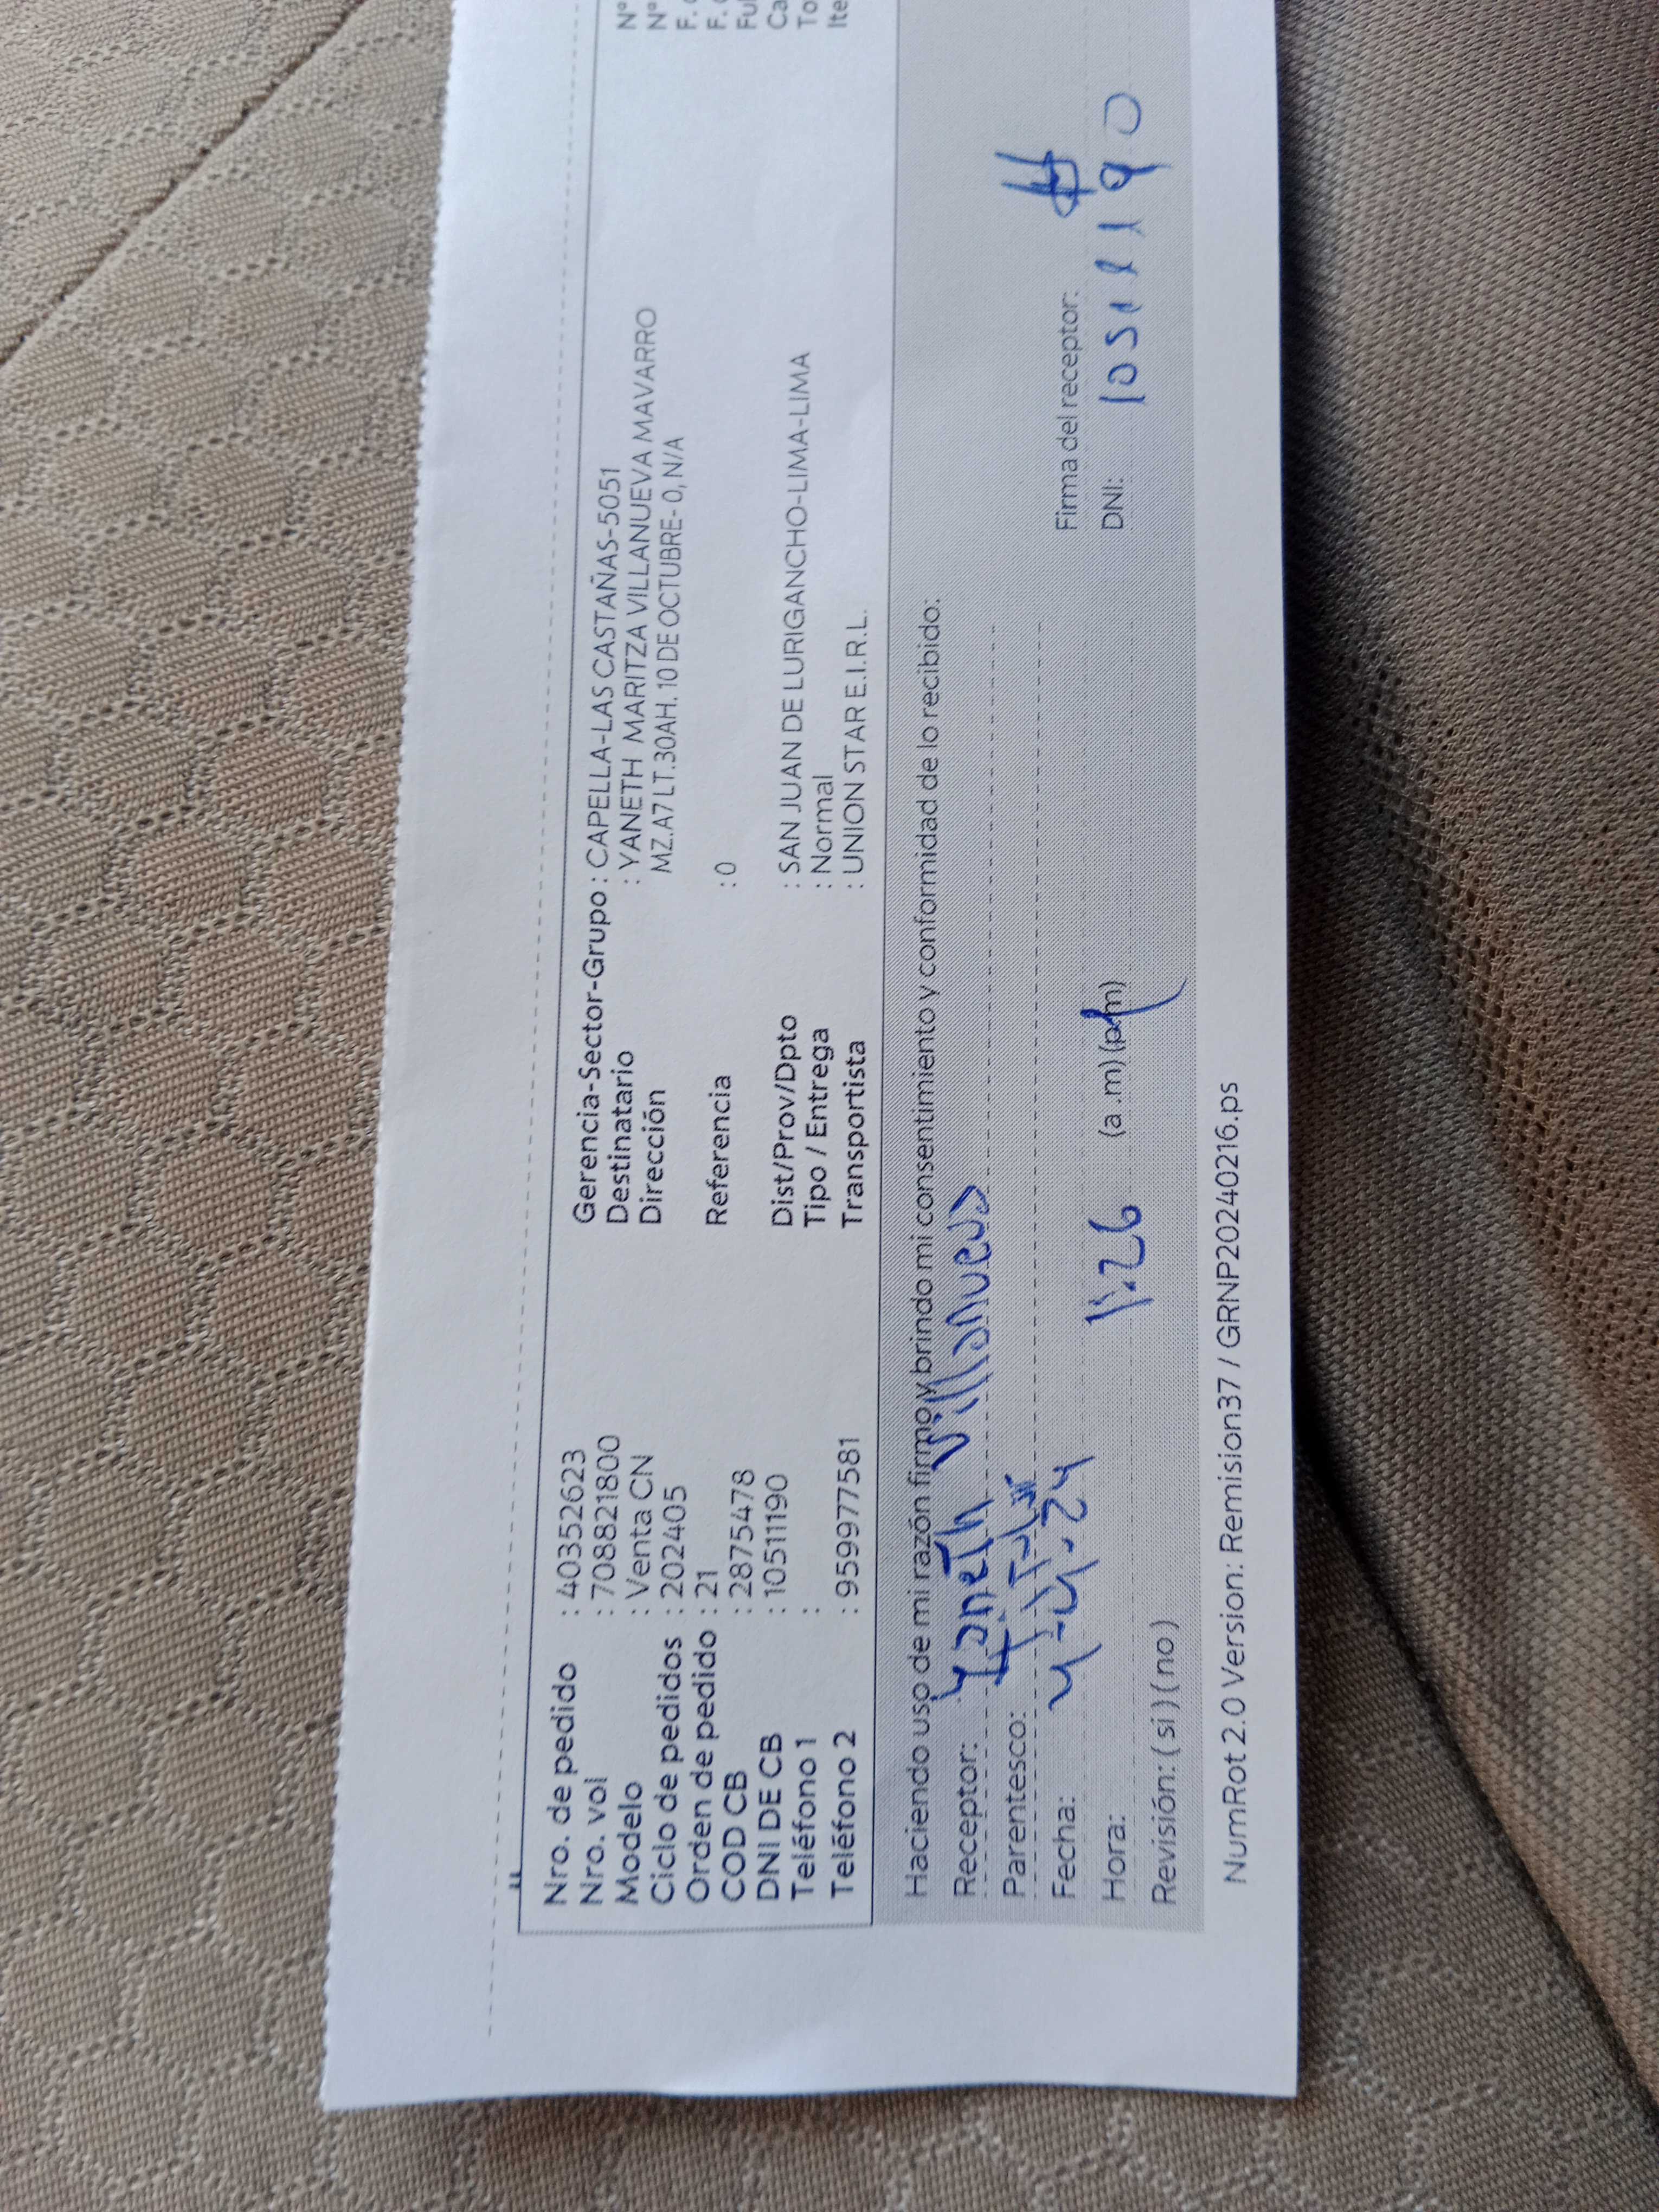 Nro. de pedido : 40352623
Nro. vol : 708821800
Modelo : Venta CN
Ciclo de pedidos : 202405
Orden de pedido : 21
COD CB : 2875478
DNI DE CB : 10511190
Teléfono 1 :
Teléfono 2 : 959977581
Gerencia-Sector-Grupo : CAPELLA-LAS CASTAÑAS-5051
Destinatario : YANETH MARITZA VILLANUEVA MAVARRO
Dirección MZ.A7 LT.30AH. 10 DE OCTUBRE- 0, N/A
Referencia : 0
Dist/Prov/Dpto : SAN JUAN DE LURIGANCHO-LIMA-LIMA
Tipo / Entrega : Normal
Transportista : UNION STAR E.I.R.L.
N°
N°
F.
F.
Haciendo uso de mi razón firmo y brindo mi consentimiento y conformidad de lo recibido:
Receptor: Yaneth Villanueva
Parentesco: Titular
Fecha: 4-4-24
Hora: 1:26 (a .m) (p.m)
Revisión: ( si ) ( no )
Firma del receptor:
DNI: 10511190
NumRot 2.0 Version: Remision37 / GRNP20240216.ps